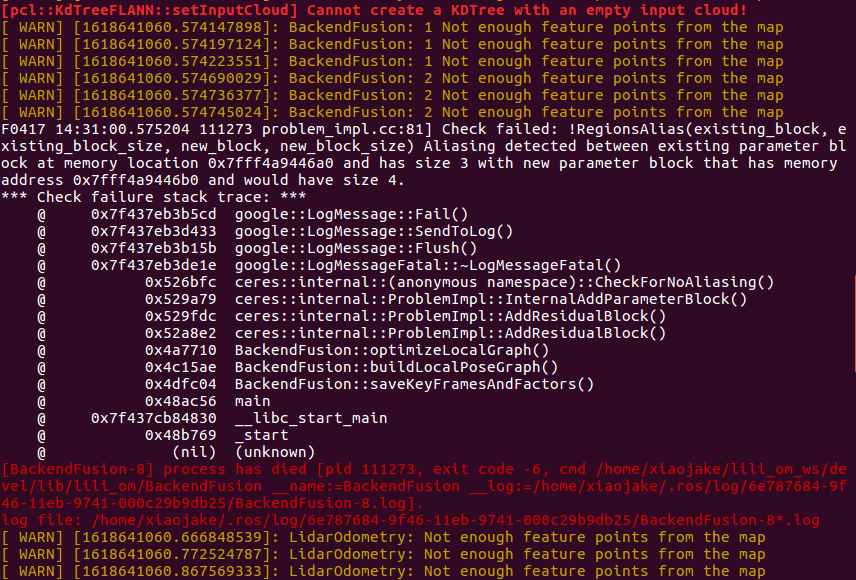 [pcl::KdTreeFLANN::setInputCloud] Cannot create a KDTree with an empty input cloud!
[ WARN] [1618641060.574147898]: BackendFusion: 1 Not enough feature points from the map
[ WARN] [1618641060.574197124]: BackendFusion: 1 Not enough feature points from the map
[ WARN] [1618641060.574223551]: BackendFusion: 1 Not enough feature points from the map
[ WARN] [1618641060.574690029]: BackendFusion: 2 Not enough feature points from the map
[ WARN] [1618641060.574736377]: BackendFusion: 2 Not enough feature points from the map
[ WARN] [1618641060.574745024]: BackendFusion: 2 Not enough feature points from the map
F0417 14:31:00.575204 111273 problem_impl.cc:81] Check failed: !RegionsAlias(existing_block, e
xisting_block_size, new_block, new_block_size) Aliasing detected between existing parameter bl
ock at memory location 0x7fff4a9446a0 and has size 3 with new parameter block that has memory
address 0x7fff4a9446b0 and would have size 4.
*** Check failure stack trace: ***
    @     0x7f437eb3b5cd  google::LogMessage::Fail()
    @     0x7f437eb3d433  google::LogMessage::SendToLog()
    @     0x7f437eb3b15b  google::LogMessage::Flush()
    @     0x7f437eb3de1e  google::LogMessageFatal::~LogMessageFatal()
    @           0x526bfc  ceres::internal::(anonymous namespace)::CheckForNoAliasing()
    @           0x529a79  ceres::internal::ProblemImpl::InternalAddParameterBlock()
    @           0x529fdc  ceres::internal::ProblemImpl::AddResidualBlock()
    @           0x52a8e2  ceres::internal::ProblemImpl::AddResidualBlock()
    @           0x4a7710  BackendFusion::optimizeLocalGraph()
    @           0x4c15ae  BackendFusion::buildLocalPoseGraph()
    @           0x4dfc04  BackendFusion::saveKeyFramesAndFactors()
    @           0x48ac56  main
    @     0x7f437cb84830  __libc_start_main
    @           0x48b769  _start
    @              (nil)  (unknown)
[BackendFusion-8] process has died [pid 111273, exit code -6, cmd /home/xiaojake/lili_om_ws/de
vel/lib/lili_om/BackendFusion __name:=BackendFusion __log:=/home/xiaojake/.ros/log/6e787684-9f
46-11eb-9741-000c29b9db25/BackendFusion-8.log].
log file: /home/xiaojake/.ros/log/6e787684-9f46-11eb-9741-000c29b9db25/BackendFusion-8*.log
[ WARN] [1618641060.666848539]: LidarOdometry: Not enough feature points from the map
[ WARN] [1618641060.772524787]: LidarOdometry: Not enough feature points from the map
[ WARN] [1618641060.867569333]: LidarOdometry: Not enough feature points from the map